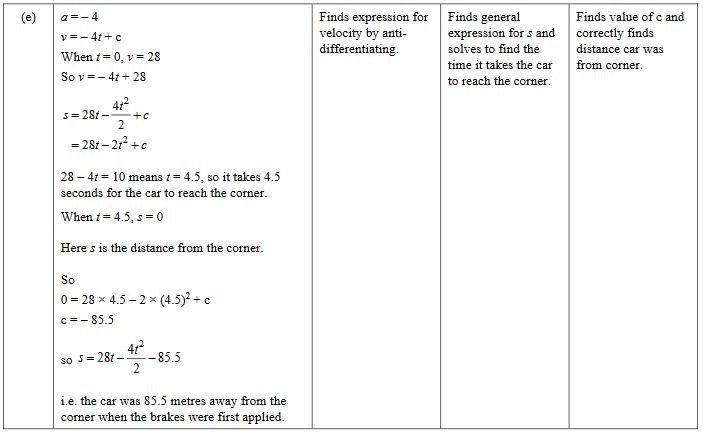 (e)
a = – 4
v = – 4t + c
When t = 0, v = 28
So v = – 4t + 28
s = 28t – 4t²/2 + c
= 28t – 2t² + c
28 – 4t = 10 means t = 4.5, so it takes 4.5
seconds for the car to reach the corner.
When t = 4.5, s = 0
Here s is the distance from the corner.
So
0 = 28 × 4.5 – 2 × (4.5)² + c
c = – 85.5
so s = 28t – 4t²/2 – 85.5
i.e. the car was 85.5 metres away from the
corner when the brakes were first applied.
Finds expression for
velocity by anti-
differentiating.
Finds general
expression for s and
solves to find the
time it takes the car
to reach the corner.
Finds value of c and
correctly finds
distance car was
from corner.